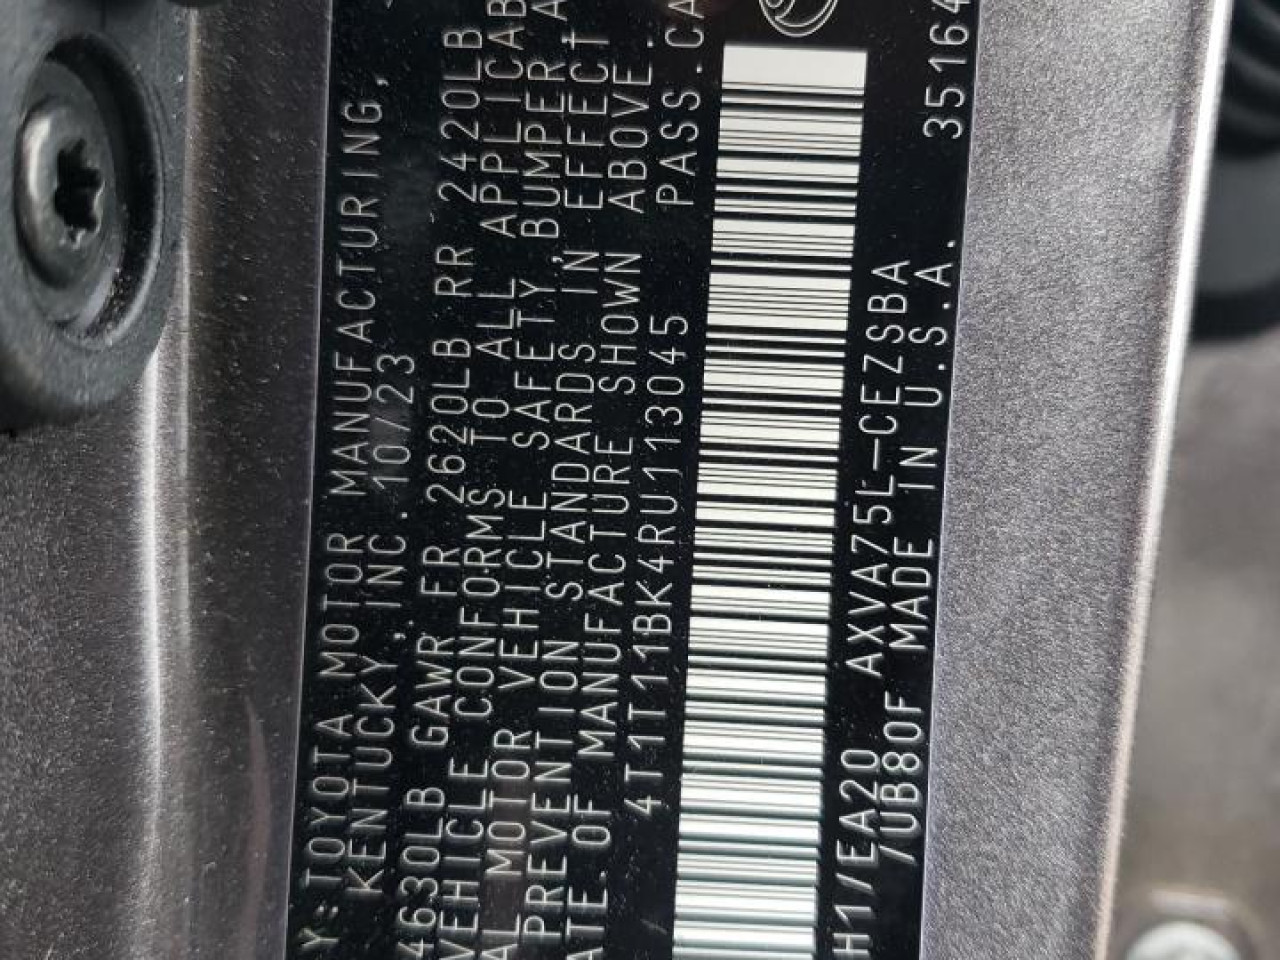 Y: TOYOTA MOTOR MANUFACTURING,
KENTUCKY, INC. 10/23
4630LB GAWR FR 2620LB RR 2420LB
VEHICLE CONFORMS TO ALL APPLICAB
AL MOTOR VEHICLE SAFETY, BUMPER, A
PREVENTION STANDARDS IN EFFECT
ATE OF MANUFACTURE SHOWN ABOVE.
4T1T11BK4RU113045 PASS.CA
H1/EA20 AXVA75L-CEZSBA
/UB80F MADE IN U.S.A. 35164